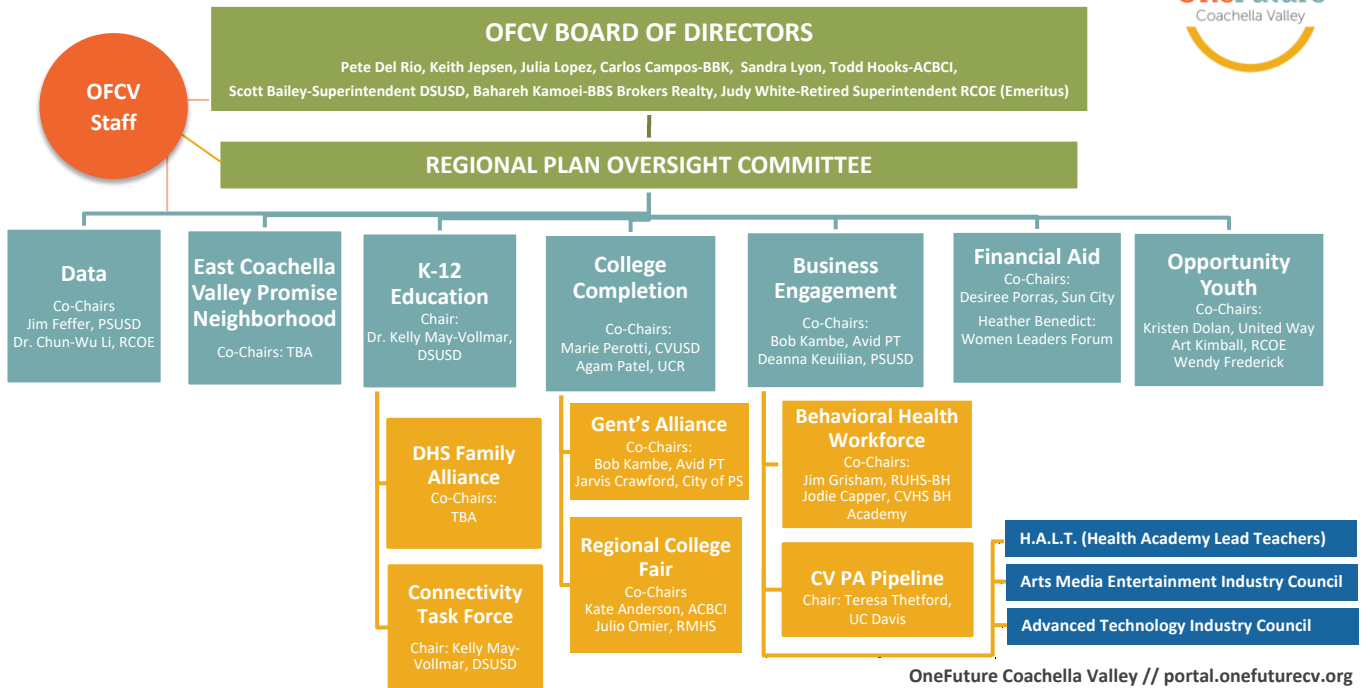 OneFuture
Coachella Valley
OFCV BOARD OF DIRECTORS
Pete Del Rio, Keith Jepsen, Julia Lopez, Carlos Campos-BBK, Sandra Lyon, Todd Hooks-ACBCI,
Scott Bailey-Superintendent DSUSD, Bahareh Kamoei-BBS Brokers Realty, Judy White-Retired Superintendent RCOE (Emeritus)
OFCV
Staff
REGIONAL PLAN OVERSIGHT COMMITTEE
Data
Co-Chairs
Jim Feffer, PSUSD
Dr. Chun-Wu Li, RCOE
East Coachella
Valley Promise
Neighborhood
Co-Chairs: TBA
K-12
Education
Chair:
Dr. Kelly May-Vollmar,
DSUSD
College
Completion
Co-Chairs:
Marie Perotti, CVUSD
Agam Patel, UCR
Business
Engagement
Co-Chairs:
Bob Kambe, Avid PT
Deanna Keuilian, PSUSD
Financial Aid
Co-Chairs:
Desiree Porras, Sun City
Heather Benedict:
Women Leaders Forum
Opportunity
Youth
Co-Chairs:
Kristen Dolan, United Way
Art Kimball, RCOE
Wendy Frederick
DHS Family
Alliance
Co-Chairs:
TBA
Connectivity
Task Force
Chair: Kelly May-
Vollmar, DSUSD
Gent's Alliance
Co-Chairs:
Bob Kambe, Avid PT
Jarvis Crawford, City of PS
Regional College
Fair
Co-Chairs
Kate Anderson, ACBCI
Julio Omier, RMHS
Behavioral Health
Workforce
Co-Chairs:
Jim Grisham, RUHS-BH
Jodie Capper, CVHS BH
Academy
CV PA Pipeline
Chair: Teresa Thetford,
UC Davis
H.A.L.T. (Health Academy Lead Teachers)
Arts Media Entertainment Industry Council
Advanced Technology Industry Council
OneFuture Coachella Valley // portal.onefuturecv.org